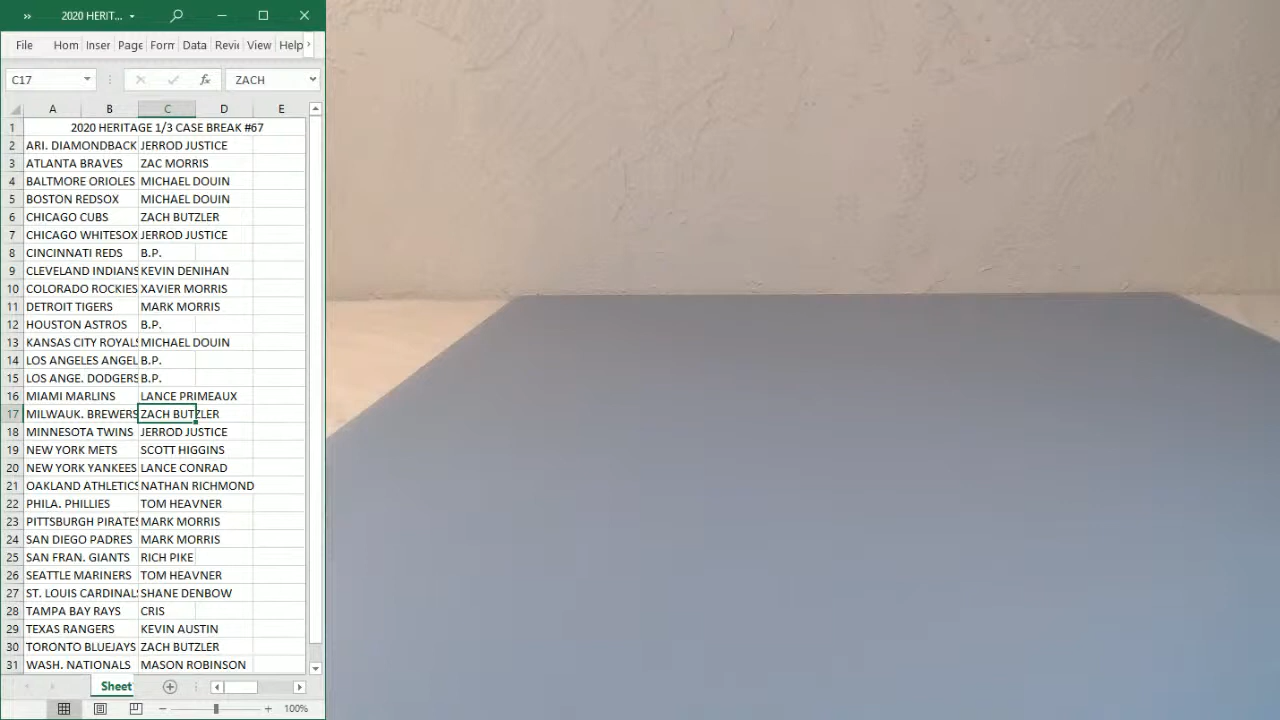 2020 HERIT...
File Hom Inser Page Form Data Revi View Help
C17 fx ZACH
A B C D E
1 2020 HERITAGE 1/3 CASE BREAK #67
2 ARI. DIAMONDBACK JERROD JUSTICE
3 ATLANTA BRAVES ZAC MORRIS
4 BALTMORE ORIOLES MICHAEL DOUIN
5 BOSTON REDSOX MICHAEL DOUIN
6 CHICAGO CUBS ZACH BUTZLER
7 CHICAGO WHITESOX JERROD JUSTICE
8 CINCINNATI REDS B.P.
9 CLEVELAND INDIANS KEVIN DENIHAN
10 COLORADO ROCKIES XAVIER MORRIS
11 DETROIT TIGERS MARK MORRIS
12 HOUSTON ASTROS B.P.
13 KANSAS CITY ROYALS MICHAEL DOUIN
14 LOS ANGELES ANGEL B.P.
15 LOS ANGE. DODGERS B.P.
16 MIAMI MARLINS LANCE PRIMEAUX
17 MILWAUK. BREWERS ZACH BUTZLER
18 MINNESOTA TWINS JERROD JUSTICE
19 NEW YORK METS SCOTT HIGGINS
20 NEW YORK YANKEES LANCE CONRAD
21 OAKLAND ATHLETICS NATHAN RICHMOND
22 PHILA. PHILLIES TOM HEAVNER
23 PITTSBURGH PIRATES MARK MORRIS
24 SAN DIEGO PADRES MARK MORRIS
25 SAN FRAN. GIANTS RICH PIKE
26 SEATTLE MARINERS TOM HEAVNER
27 ST. LOUIS CARDINALS SHANE DENBOW
28 TAMPA BAY RAYS CRIS
29 TEXAS RANGERS KEVIN AUSTIN
30 TORONTO BLUEJAYS ZACH BUTZLER
31 WASH. NATIONALS MASON ROBINSON
Sheet
100%